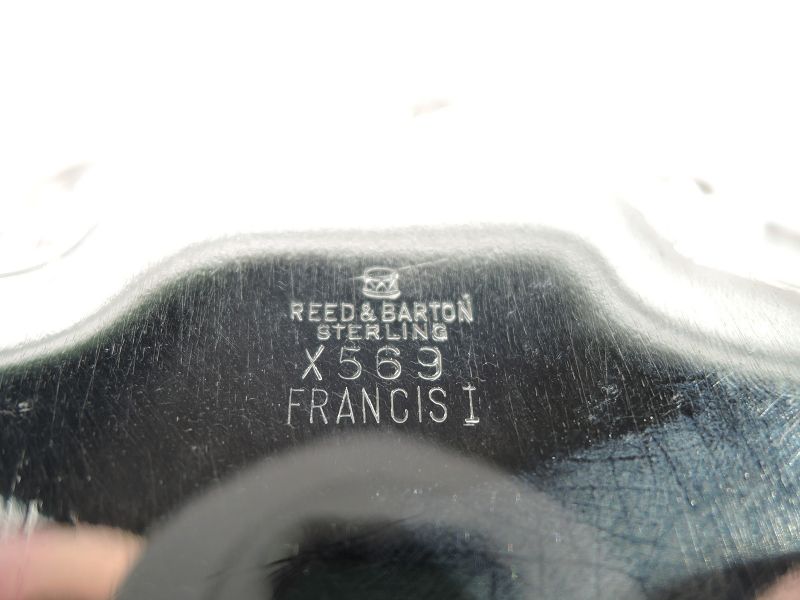 REED & BARTON
STERLING
X569
FRANCIS I